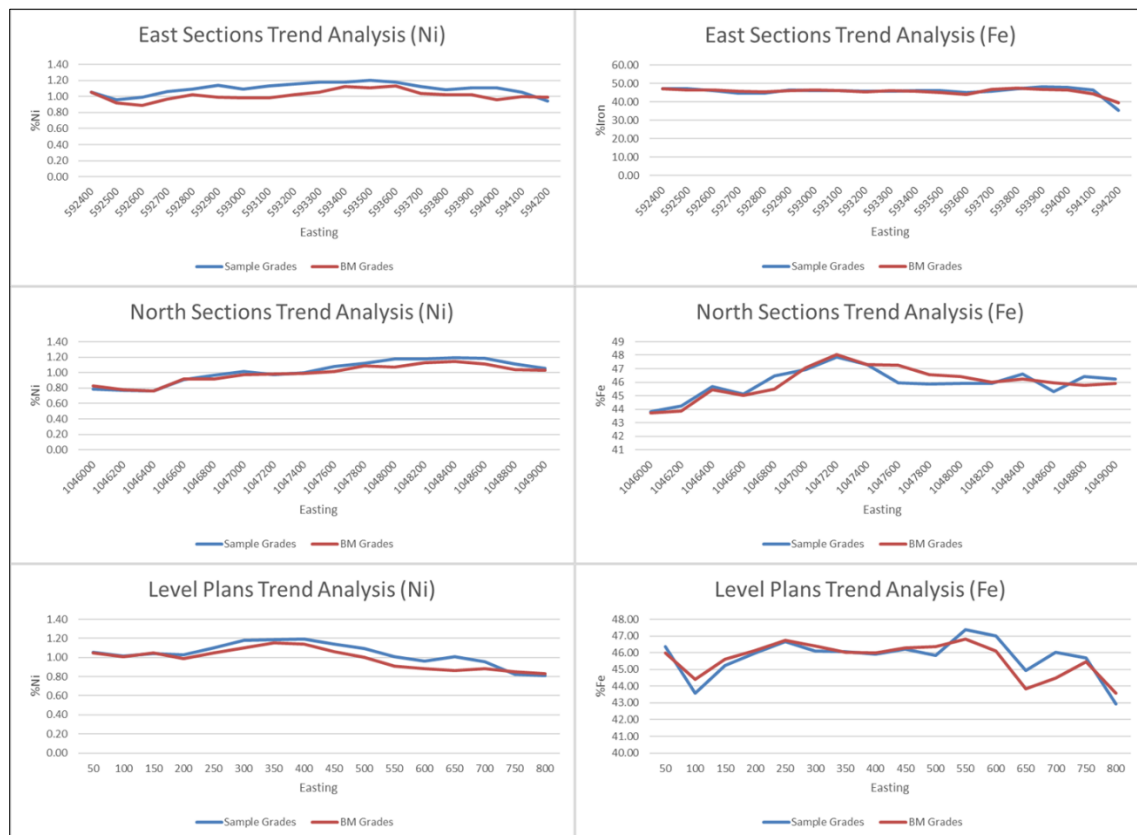 East Sections Trend Analysis (Ni)
%Ni
1.40
1.20
1.00
0.80
0.60
0.40
0.20
0.00
592400 592500 592600 592700 592800 592900 593000 593100 593200 593300 593400 593500 593600 593700 593800 593900 594000 594100 594200
Easting
Sample Grades BM Grades
East Sections Trend Analysis (Fe)
%Iron
60.00
50.00
40.00
30.00
20.00
10.00
0.00
592400 592500 592600 592700 592800 592900 593000 593100 593200 593300 593400 593500 593600 593700 593800 593900 594000 594100 594200
Easting
Sample Grades BM Grades
North Sections Trend Analysis (Ni)
%Ni
1.40
1.20
1.00
0.80
0.60
0.40
0.20
0.00
1046000 1046200 1046400 1046600 1046800 1047000 1047200 1047400 1047600 1047800 1048000 1048200 1048400 1048600 1048800 1049000
Easting
Sample Grades BM Grades
North Sections Trend Analysis (Fe)
%Fe
49
48
47
46
45
44
43
42
41
1046000 1046200 1046400 1046600 1046800 1047000 1047200 1047400 1047600 1047800 1048000 1048200 1048400 1048600 1048800 1049000
Easting
Sample Grades BM Grades
Level Plans Trend Analysis (Ni)
%Ni
1.40
1.20
1.00
0.80
0.60
0.40
0.20
0.00
50 100 150 200 250 300 350 400 450 500 550 600 650 700 750 800
Easting
Sample Grades BM Grades
Level Plans Trend Analysis (Fe)
%Fe
48.00
47.00
46.00
45.00
44.00
43.00
42.00
41.00
40.00
50 100 150 200 250 300 350 400 450 500 550 600 650 700 750 800
Easting
Sample Grades BM Grades